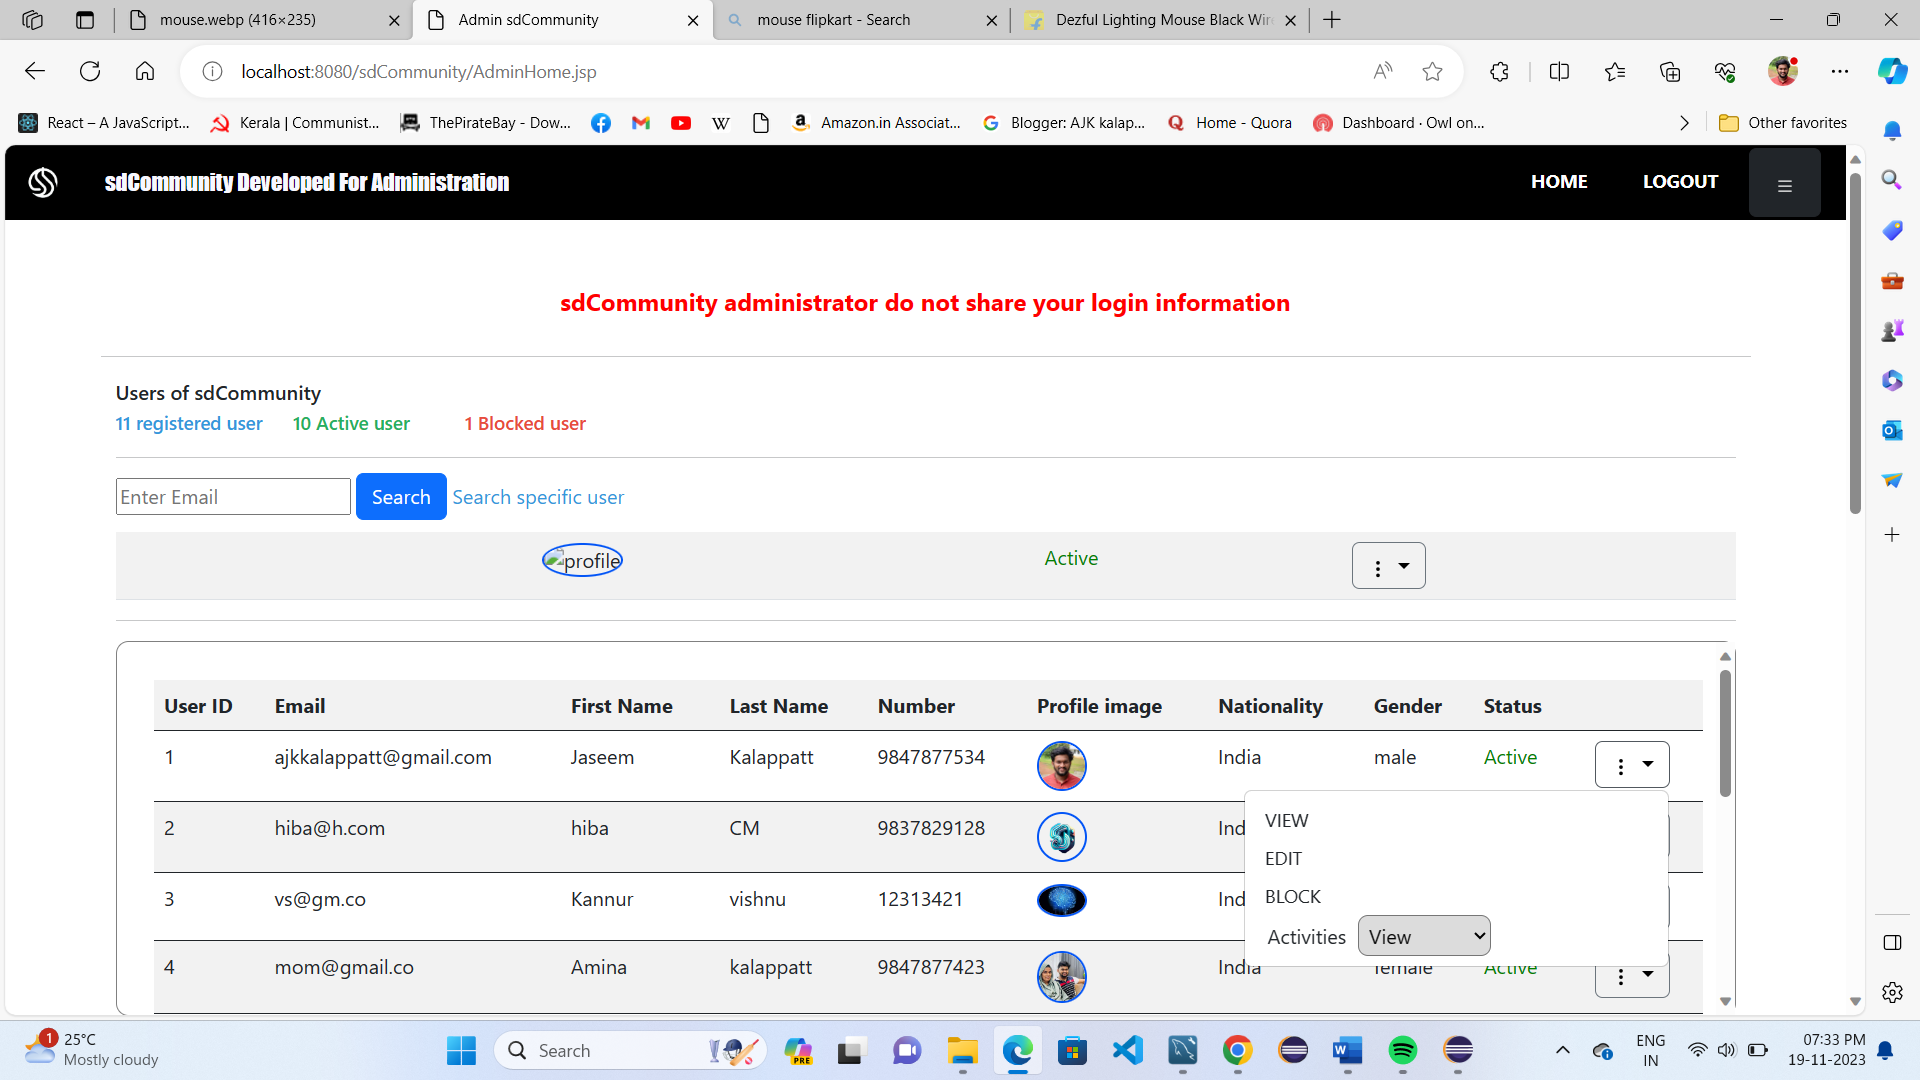 mouse.webp (416×235)
Admin sdCommunity
mouse flipkart - Search
Dezful Lighting Mouse Black Wir
localhost:8080/sdCommunity/AdminHome.jsp
React – A JavaScript...
Kerala | Communist...
ThePirateBay - Dow...
W
Amazon.in Associat...
Blogger: AJK kalap...
Home - Quora
Dashboard · Owl on...
Other favorites
sdCommunity Developed For Administration
HOME
LOGOUT
sdCommunity administrator do not share your login information
Users of sdCommunity
11 registered user 10 Active user 1 Blocked user
Enter Email Search Search specific user
profile Active
User ID Email First Name Last Name Number Profile image Nationality Gender Status
1 ajkkalappatt@gmail.com Jaseem Kalappatt 9847877534 India male Active
2 hiba@h.com hiba CM 9837829128 Ind
3 vs@gm.co Kannur vishnu 12313421 Ind
4 mom@gmail.co Amina kalappatt 9847877423 India female Active
VIEW
EDIT
BLOCK
Activities View
1
25°C
Mostly cloudy
Search
PRE
ENG
IN
07:33 PM
19-11-2023